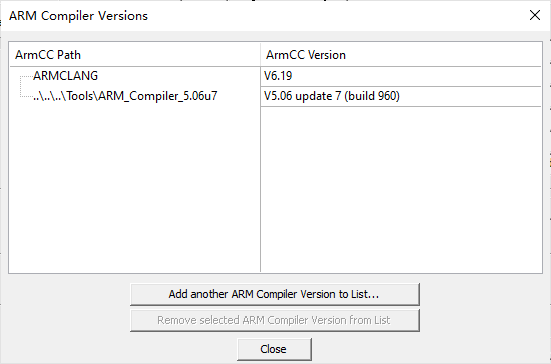 ARM Compiler Versions
ArmCC Path ArmCC Version
ARMCLANG V6.19
..\..\..\Tools\ARM_Compiler_5.06u7 V5.06 update 7 (build 960)
Add another ARM Compiler Version to List...
Remove selected ARM Compiler Version from List
Close